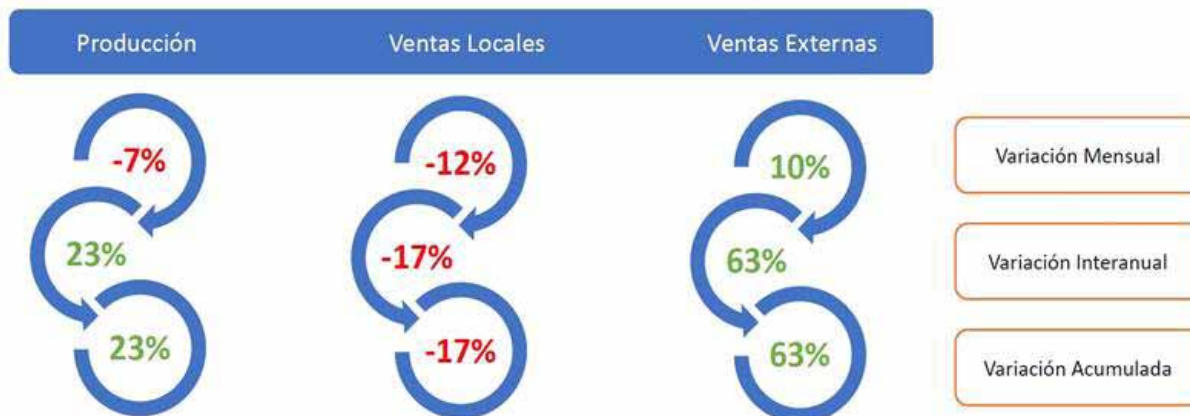 Producción Ventas Locales Ventas Externas
-7% -12% 10% Variación Mensual
23% -17% 63% Variación Interanual
23% -17% 63% Variación Acumulada